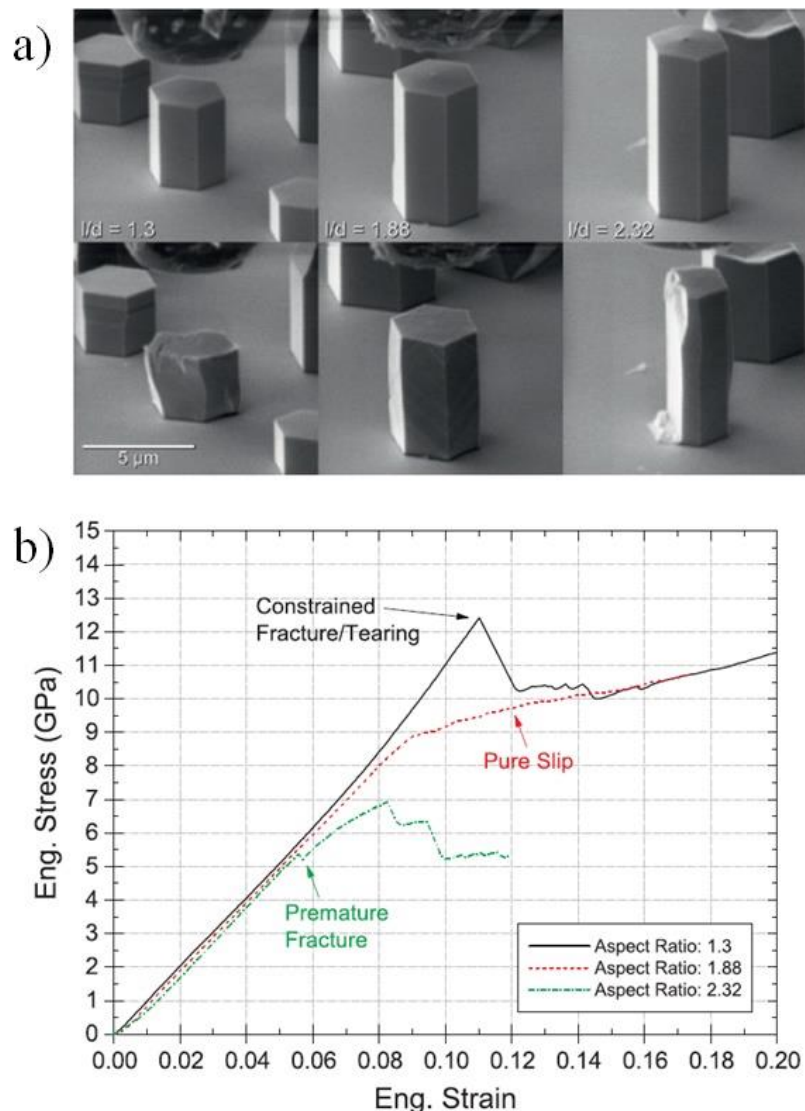 a)
l/d = 1.3
l/d = 1.88
l/d = 2.32
5 µm
b)
15
14
13
12
11
10
9
8
7
6
5
4
3
2
1
0
Eng. Stress (GPa)
Constrained
Fracture/Tearing
Pure Slip
Premature
Fracture
Aspect Ratio: 1.3
Aspect Ratio: 1.88
Aspect Ratio: 2.32
0.00 0.02 0.04 0.06 0.08 0.10 0.12 0.14 0.16 0.18 0.20
Eng. Strain